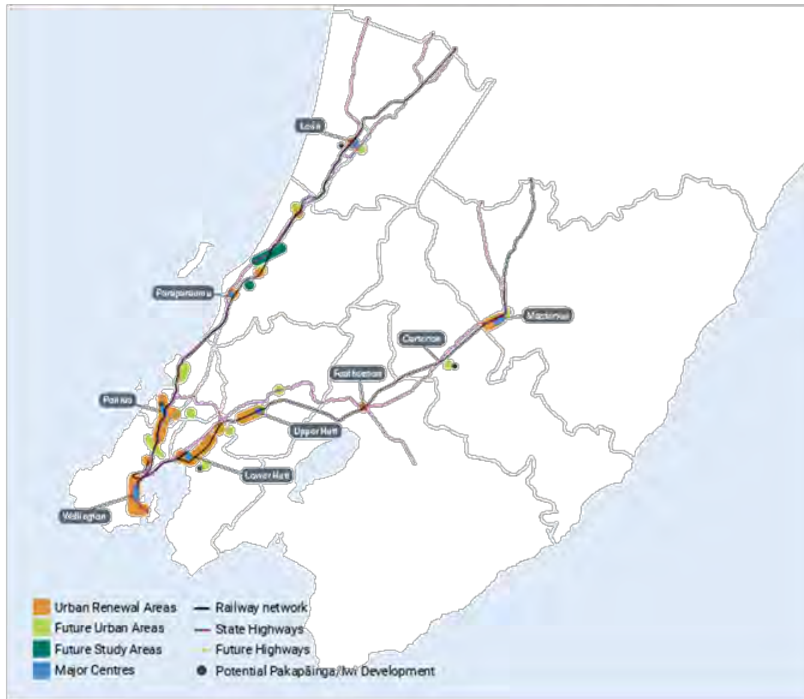 Levin
Paraparaumu
Masterton
Carterton
Featherston
Porirua
Upper Hutt
Lower Hutt
Wellington
Urban Renewal Areas
Future Urban Areas
Future Study Areas
Major Centres
Railway network
State Highways
Future Highways
Potential Pakapāinga/Iwi Development